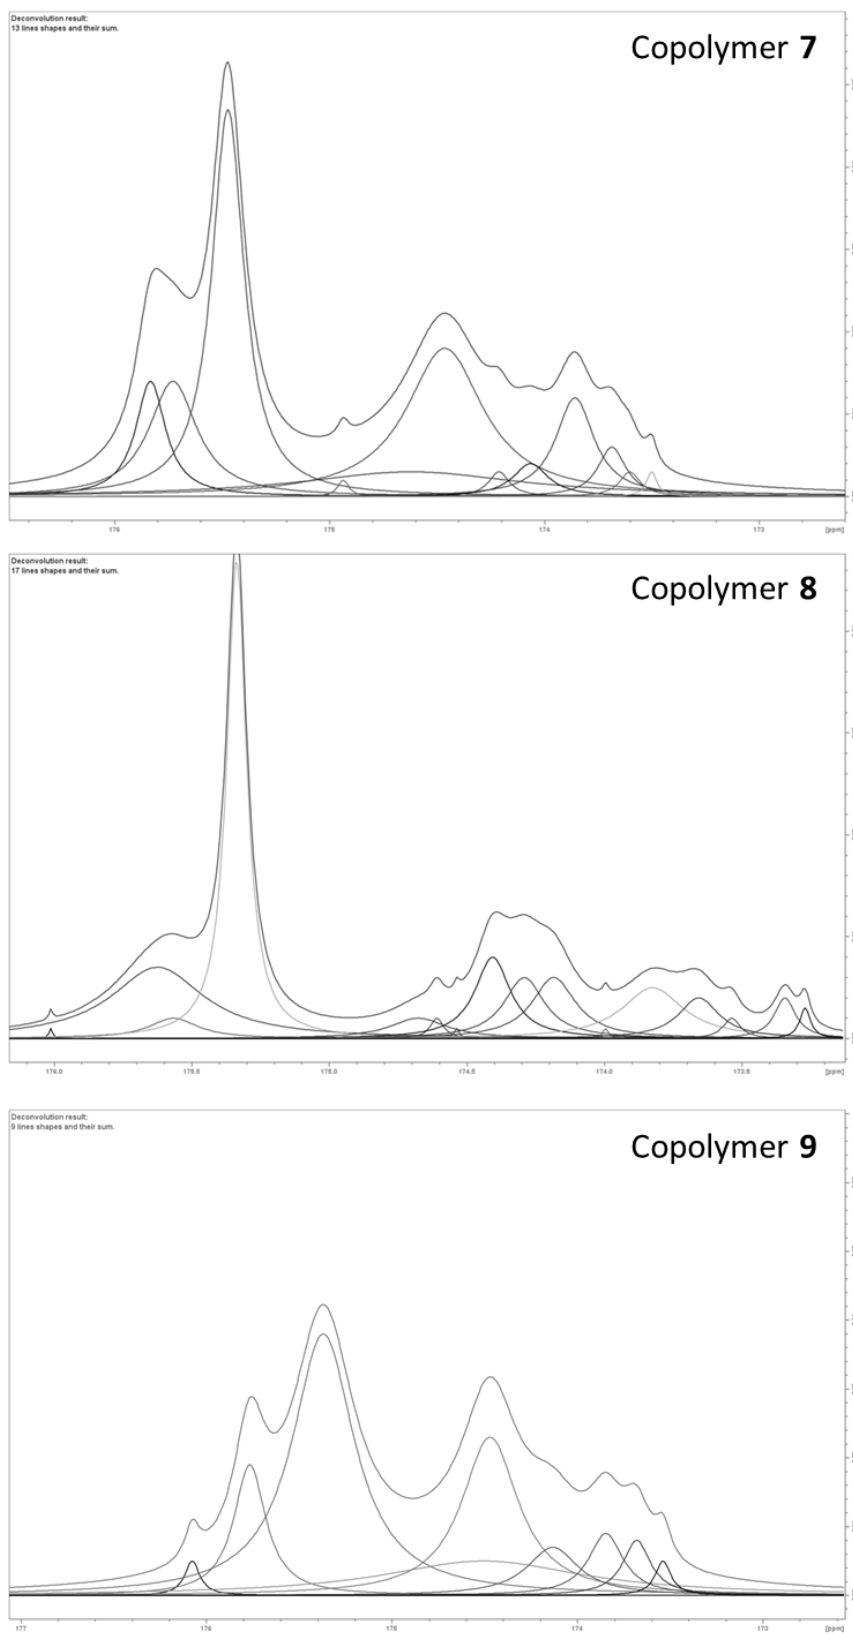 Deconvolution result:
13 lines shapes and their sum.
Copolymer 7
176 175 174 173 [ppm]
Deconvolution result:
17 lines shapes and their sum.
Copolymer 8
176.0 175.5 175.0 174.5 174.0 173.5 [ppm]
Deconvolution result:
9 lines shapes and their sum.
Copolymer 9
177 176 175 174 173 [ppm]